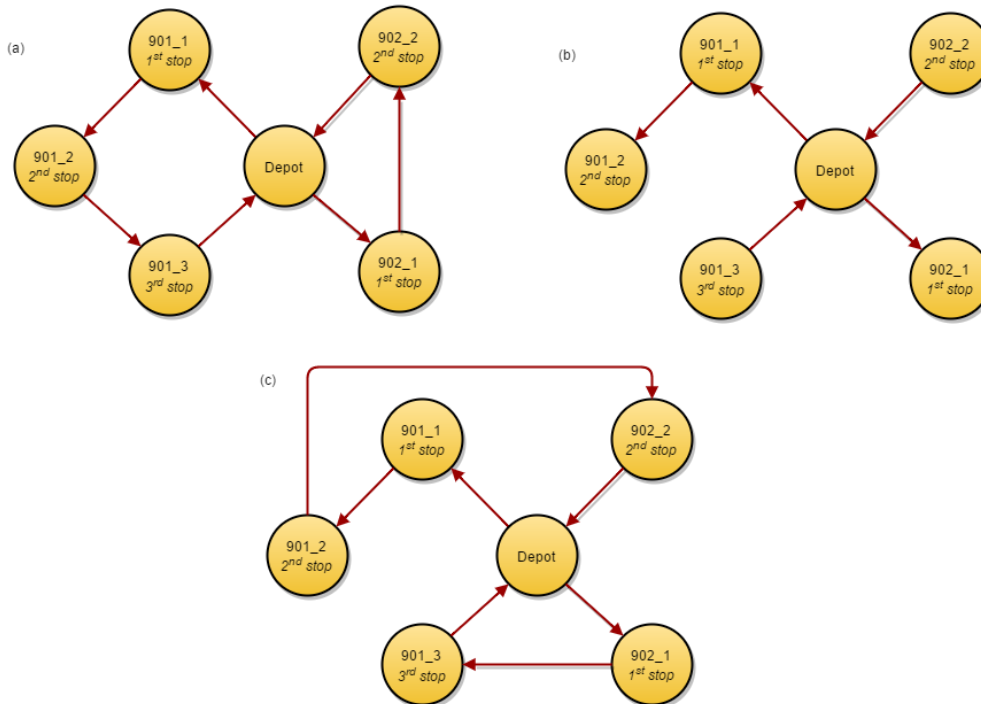 (a)
901_1
1st stop
902_2
2nd stop
901_2
2nd stop
Depot
901_3
3rd stop
902_1
1st stop
(b)
901_1
1st stop
902_2
2nd stop
901_2
2nd stop
Depot
901_3
3rd stop
902_1
1st stop
(c)
901_1
1st stop
902_2
2nd stop
901_2
2nd stop
Depot
901_3
3rd stop
902_1
1st stop